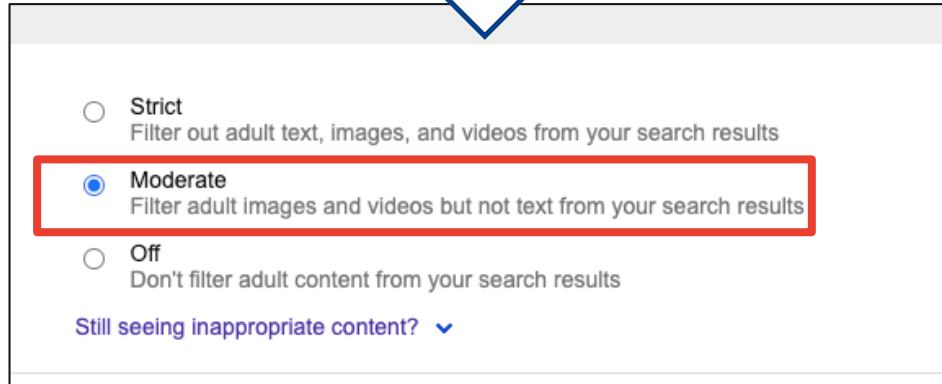 Strict
Filter out adult text, images, and videos from your search results
Moderate
Filter adult images and videos but not text from your search results
Off
Don't filter adult content from your search results
Still seeing inappropriate content?